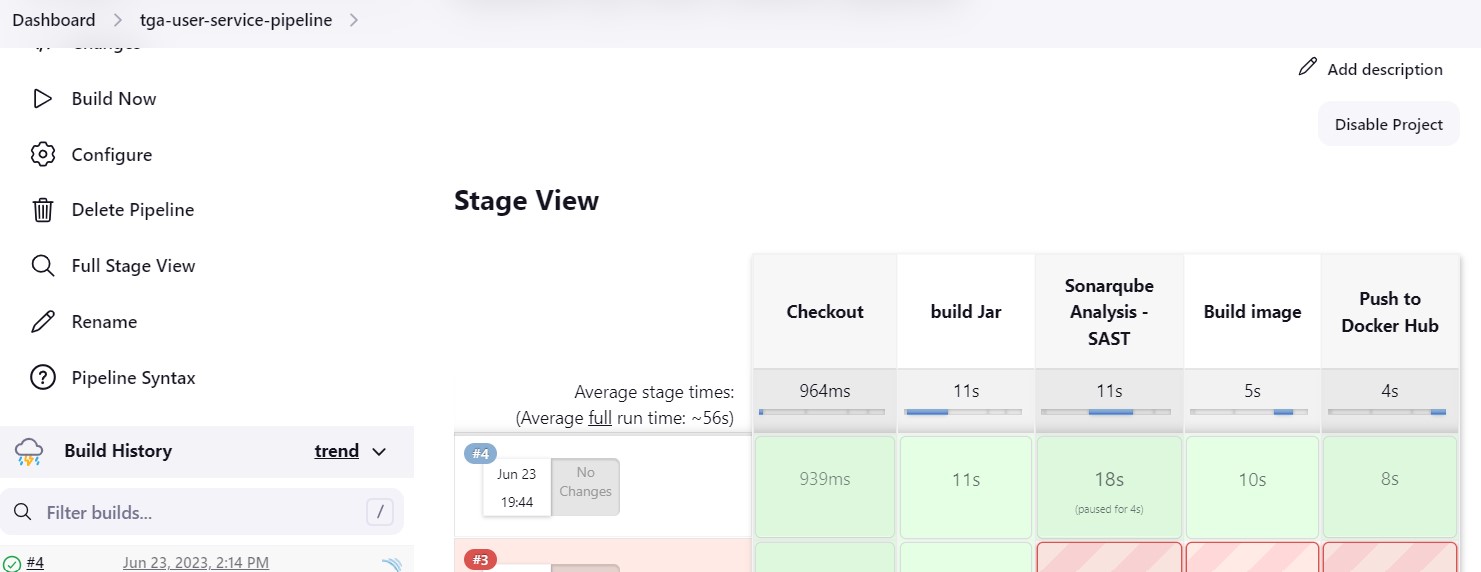 Dashboard
tga-user-service-pipeline
Changes
Build Now
Configure
Delete Pipeline
Full Stage View
Rename
Pipeline Syntax
Build History
trend
Filter builds...
/
#4
Jun 23, 2023, 2:14 PM
Add description
Disable Project
Stage View
Checkout
build Jar
Sonarqube
Analysis -
SAST
Build image
Push to
Docker Hub
Average stage times:
(Average full run time: ~56s)
964ms
11s
11s
5s
4s
#4
Jun 23
19:44
No
Changes
939ms
11s
18s
(paused for 4s)
10s
8s
#3